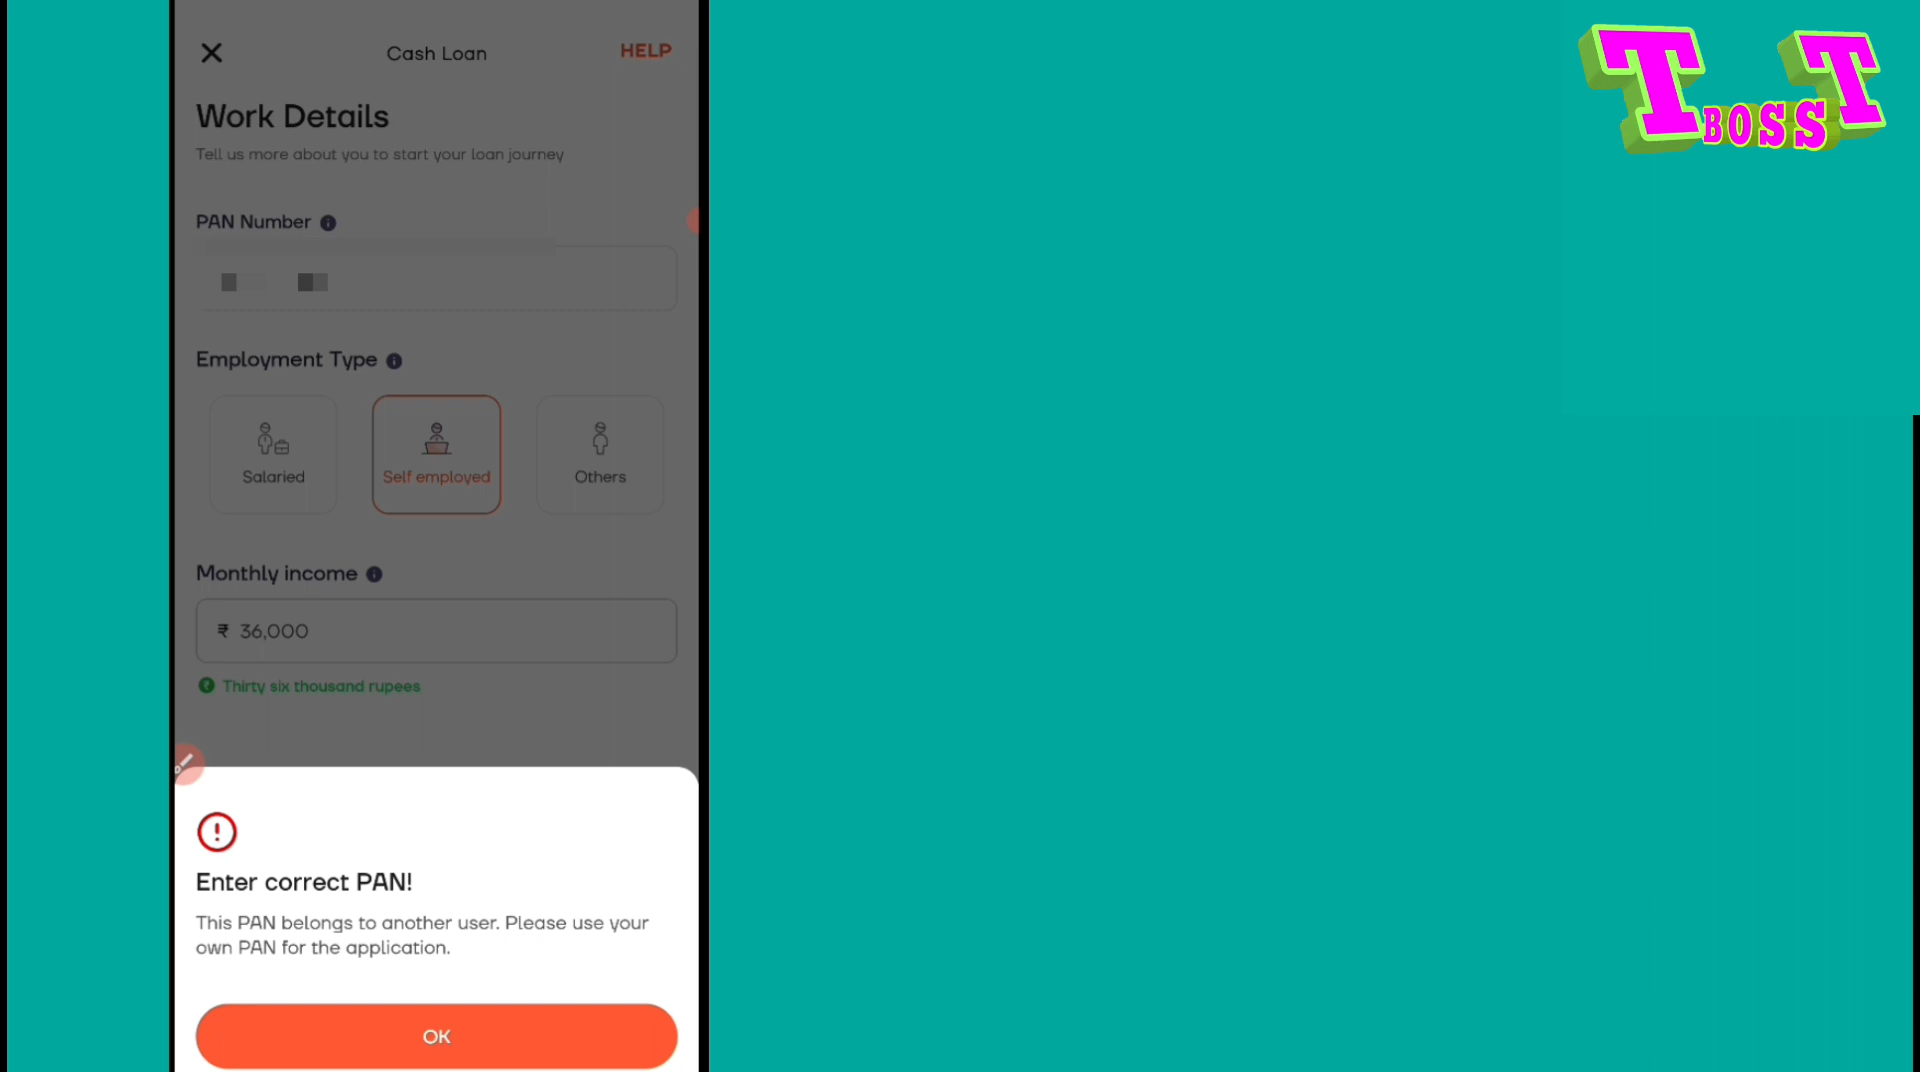 Cash Loan
HELP
Work Details
Tell us more about you to start your loan journey
PAN Number
Employment Type
Salaried
Self employed
Others
Monthly income
₹ 36,000
Thirty six thousand rupees
Enter correct PAN!
This PAN belongs to another user. Please use your
own PAN for the application.
OK
T BOSS T